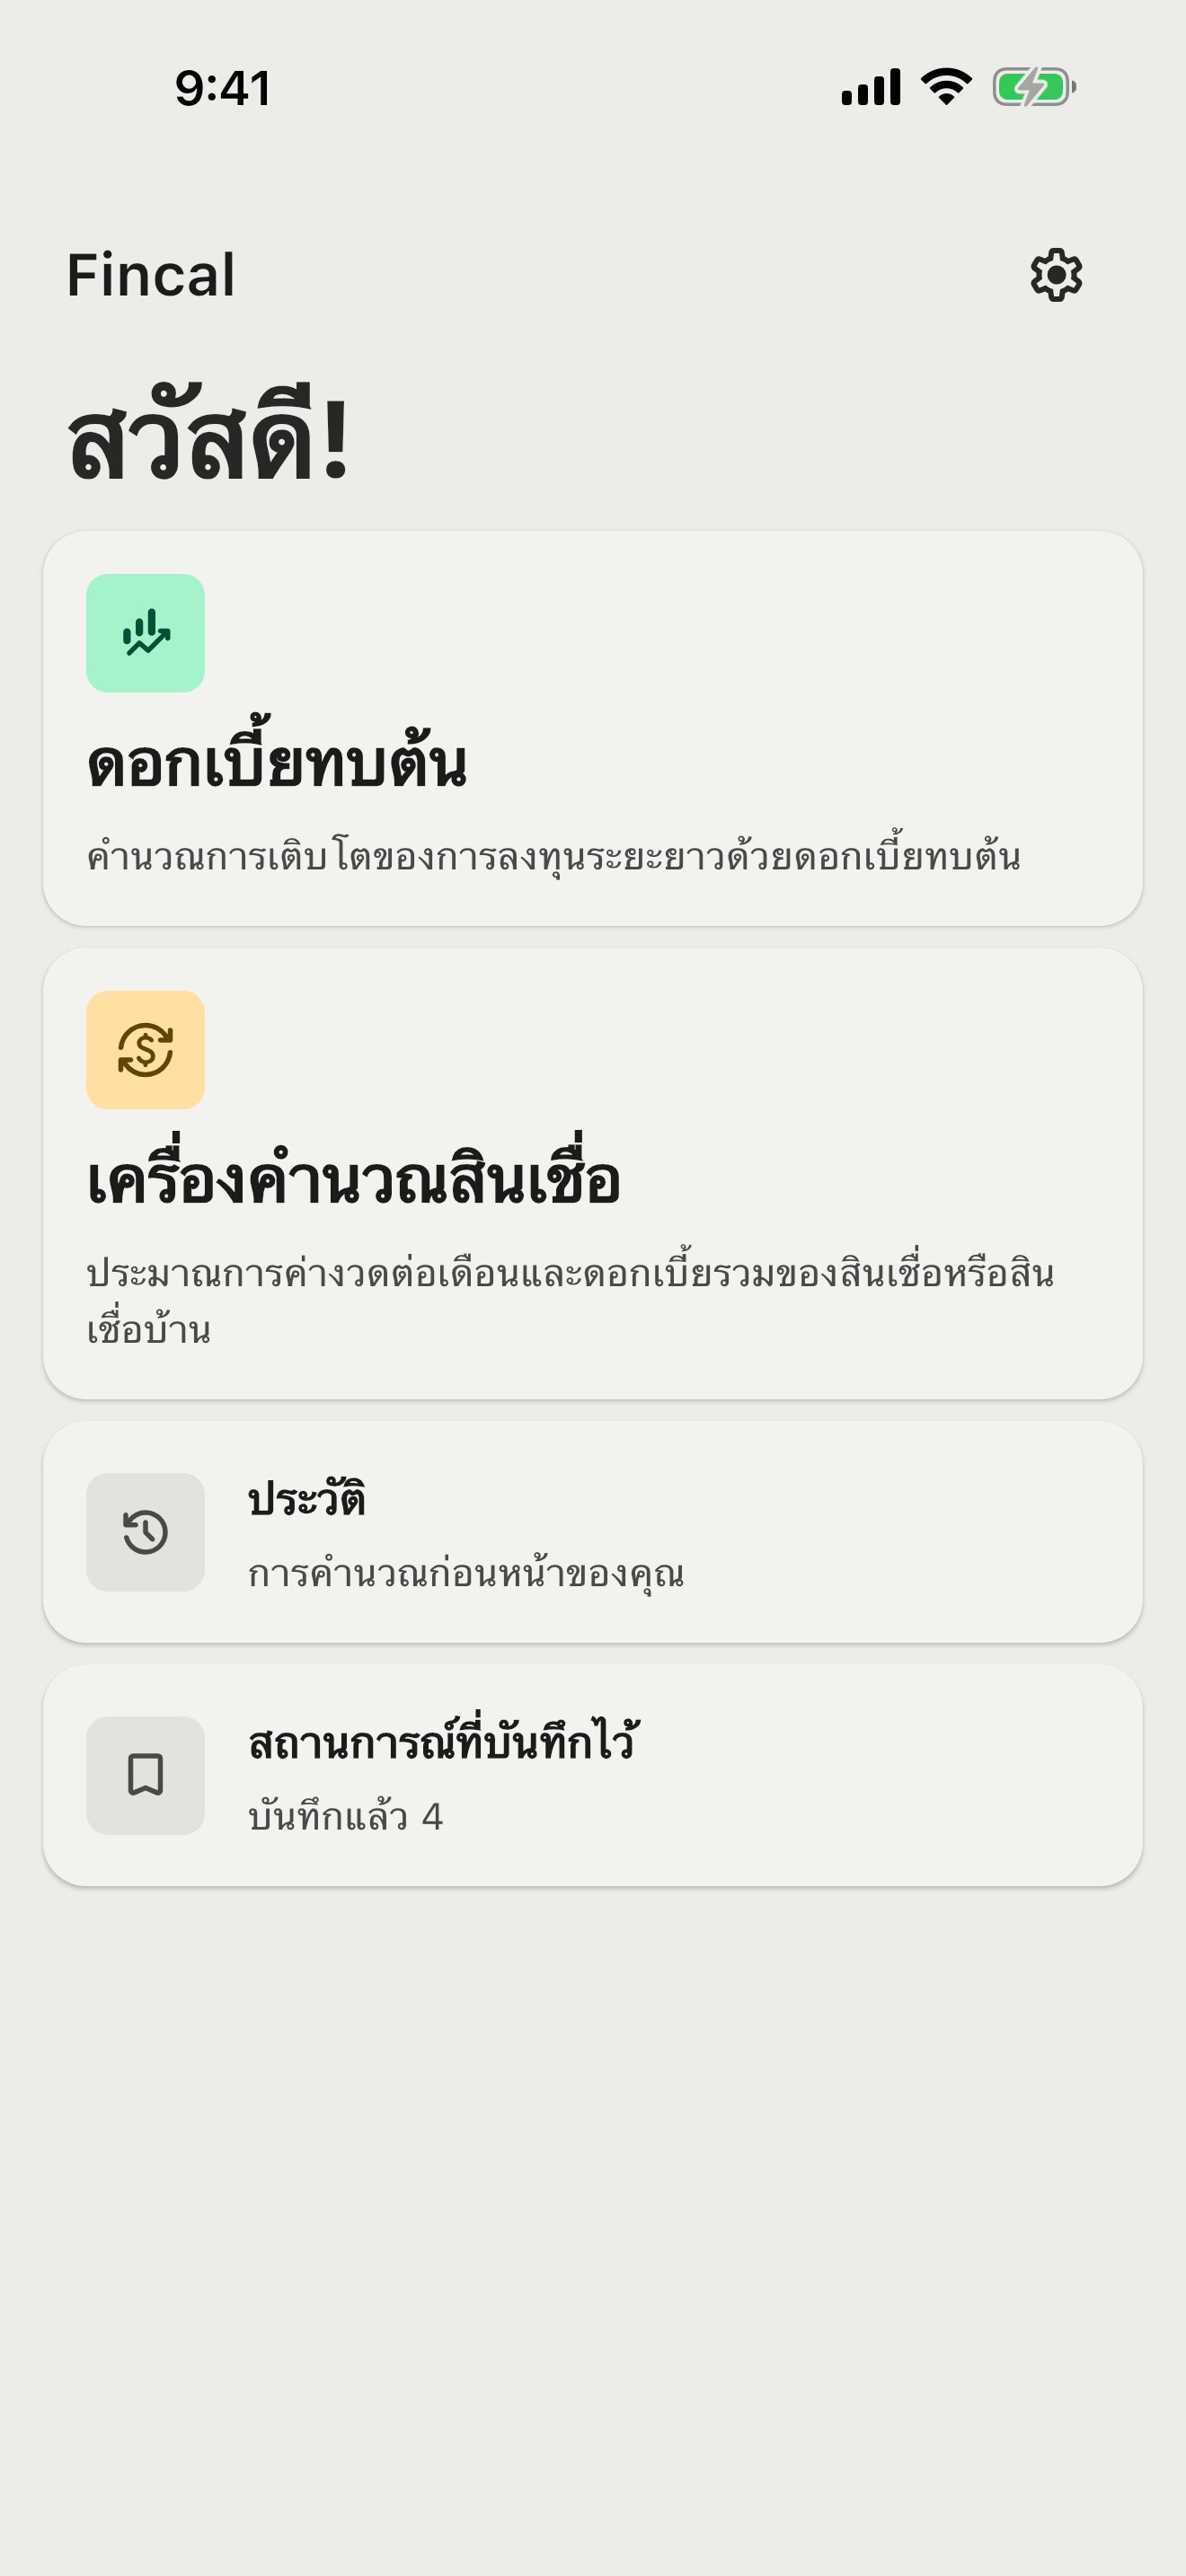 9:41
Fincal
สวัสดี!
ดอกเบี้ยทบต้น
คำนวณการเติบโตของการลงทุนระยะยาวด้วยดอกเบี้ยทบต้น
เครื่องคำนวณสินเชื่อ
ประมาณการค่างวดต่อเดือนและดอกเบี้ยรวมของสินเชื่อหรือสิน
เชื่อบ้าน
ประวัติ
การคำนวณก่อนหน้าของคุณ
สถานการณ์ที่บันทึกไว้
บันทึกแล้ว 4